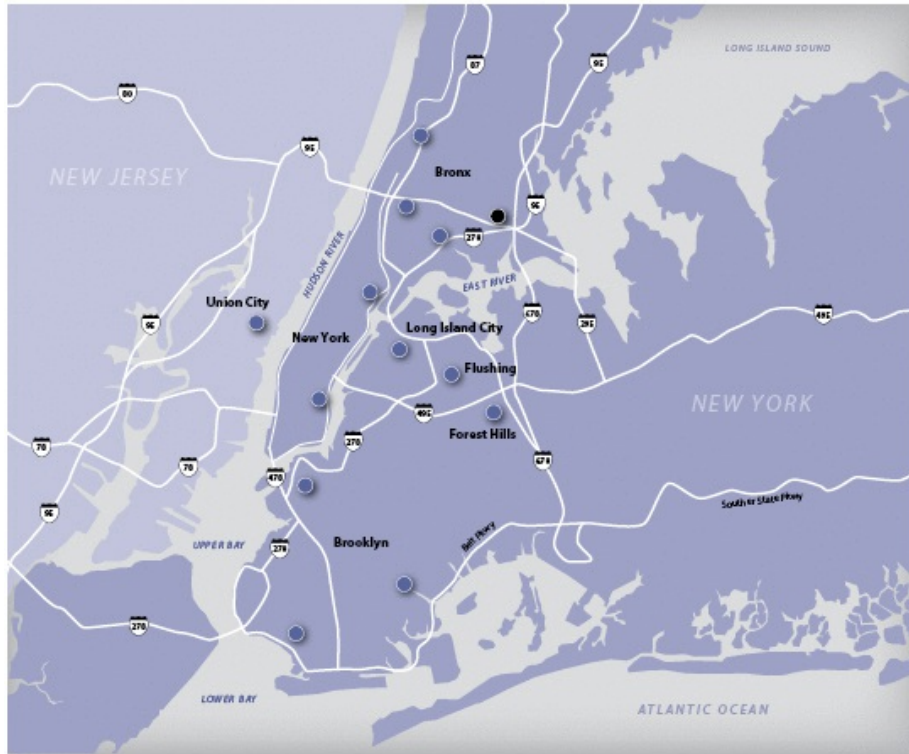 LONG ISLAND SOUND
87
95
80
95
NEW JERSEY
Bronx
95
278
HUDSON RIVER
EAST RIVER
Union City
678
495
95
295
New York
Long Island City
Flushing
NEW YORK
495
Forest Hills
278
78
678
78
478
Souther State Pkwy
95
Belt Pkwy
UPPER BAY
278
Brooklyn
278
LOWER BAY
ATLANTIC OCEAN